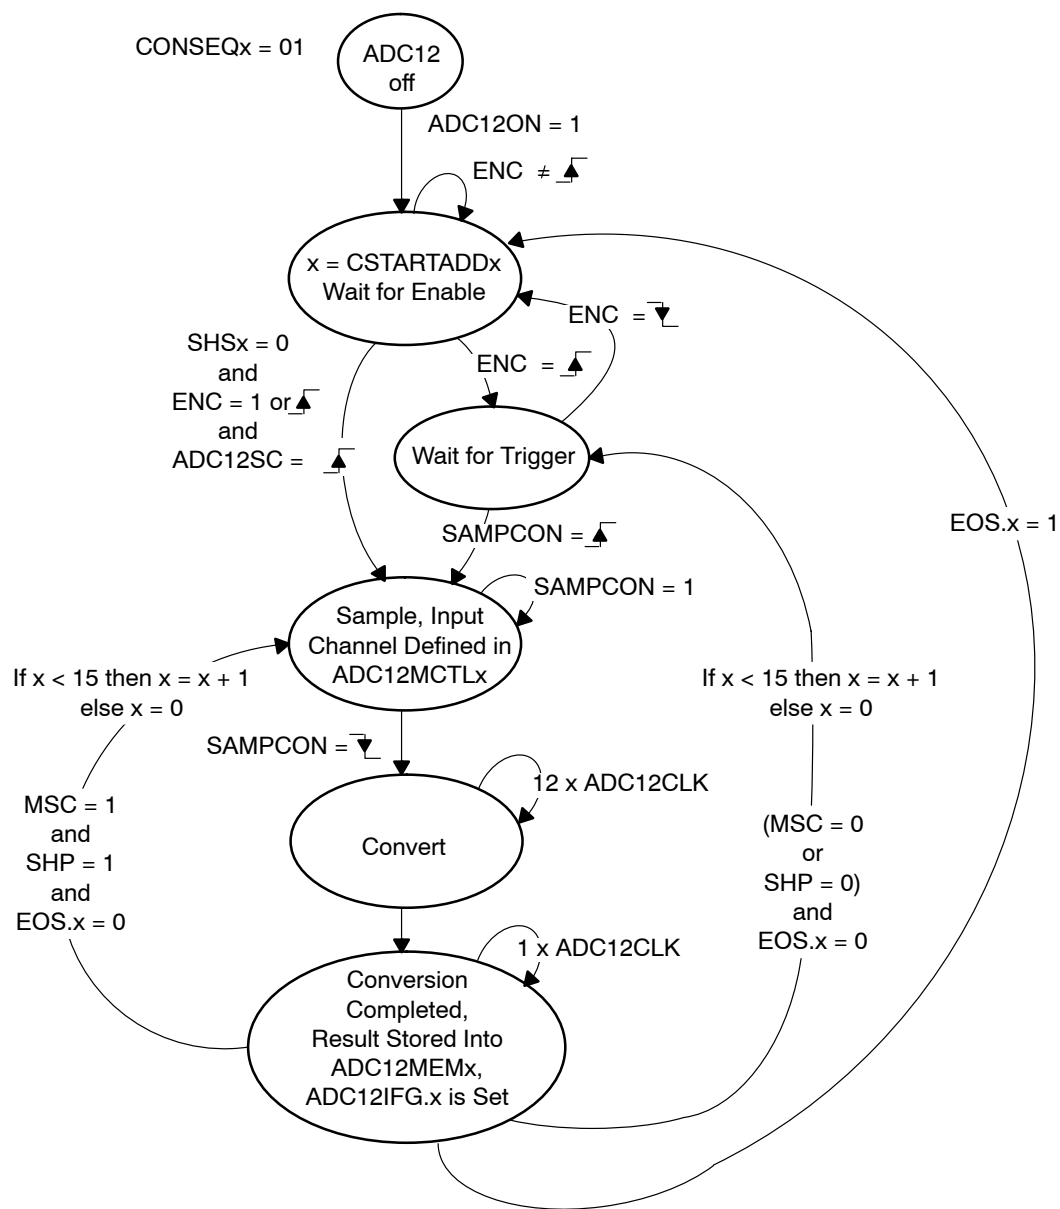 CONSEQx = 01
ADC12
off
ADC12ON = 1
ENC ≠
x = CSTARTADDx
Wait for Enable
ENC =
SHSx = 0
and
ENC = 1 or
and
ADC12SC =
ENC =
Wait for Trigger
EOS.x = 1
SAMPCON =
SAMPCON = 1
Sample, Input
Channel Defined in
ADC12MCTLx
If x < 15 then x = x + 1
else x = 0
If x < 15 then x = x + 1
else x = 0
SAMPCON =
12 x ADC12CLK
MSC = 1
and
SHP = 1
and
EOS.x = 0
Convert
(MSC = 0
or
SHP = 0)
and
EOS.x = 0
1 x ADC12CLK
Conversion
Completed,
Result Stored Into
ADC12MEMx,
ADC12IFG.x is Set